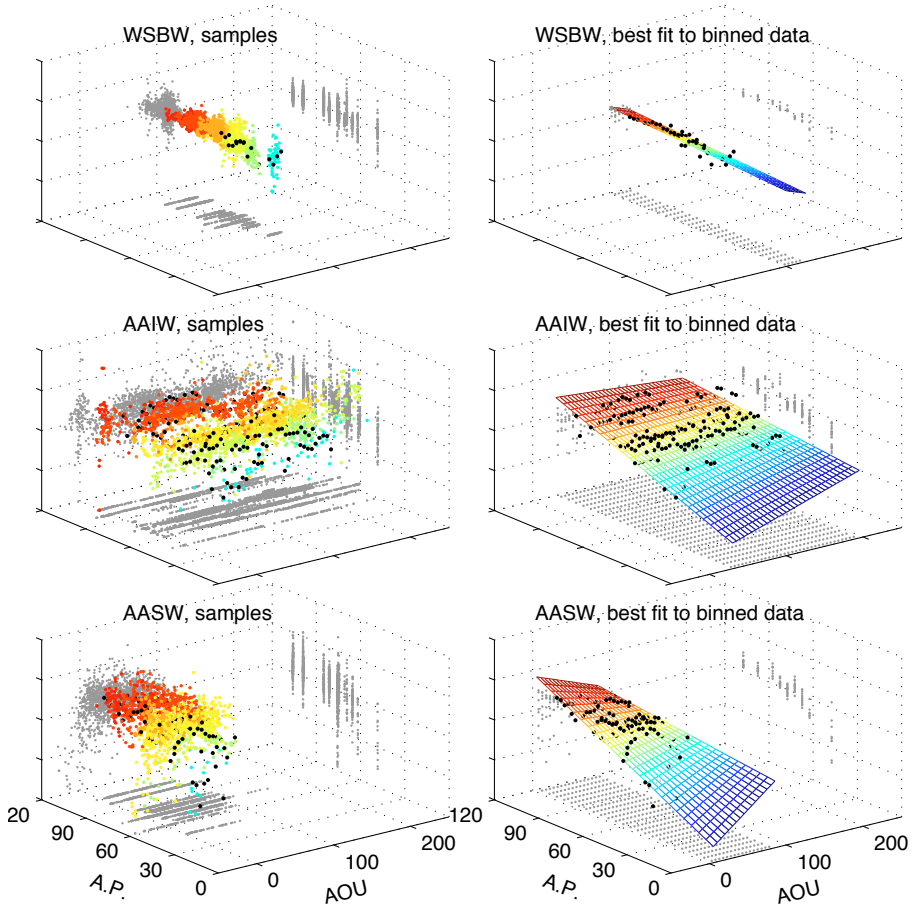 WSBW, samples
WSBW, best fit to binned data
AAIW, samples
AAIW, best fit to binned data
AASW, samples
AASW, best fit to binned data
20
90
60
30
0
A.P.
0
100
200
AOU
120
90
60
30
0
A.P.
0
100
200
AOU